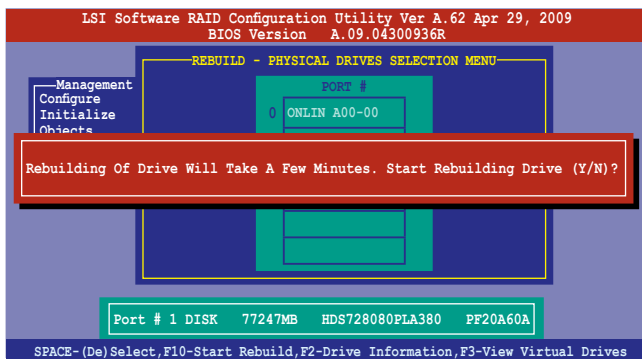 LSI Software RAID Configuration Utility Ver A.62 Apr 29, 2009
BIOS Version A.09.04300936R
REBUILD - PHYSICAL DRIVES SELECTION MENU
Management
Configure
Initialize
Objects
PORT #
0 ONLIN A00-00
Rebuilding Of Drive Will Take A Few Minutes. Start Rebuilding Drive (Y/N)?
Port # 1 DISK 77247MB HDS728080PLA380 PF20A60A
SPACE-(De)Select,F10-Start Rebuild,F2-Drive Information,F3-View Virtual Drives